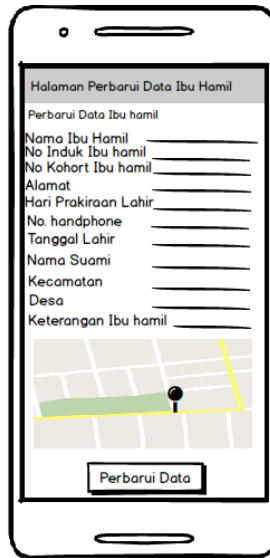 Halaman Perbarui Data Ibu Hamil
Perbarui Data Ibu hamil
Nama Ibu Hamil
No Induk Ibu hamil
No Kohort Ibu hamil
Alamat
Hari Prakiraan Lahir
No. handphone
Tanggal Lahir
Nama Suami
Kecamatan
Desa
Keterangan Ibu hamil
Perbarui Data